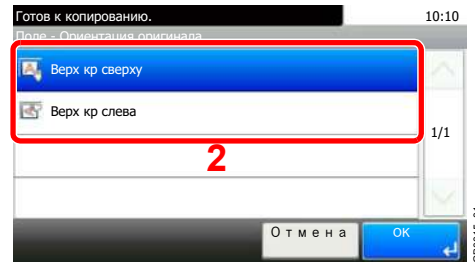 Готов к копированию. 10:10
Поле - Ориентация оригинала
Верх кр сверху
Верх кр слева
1/1
2
Отмена OK